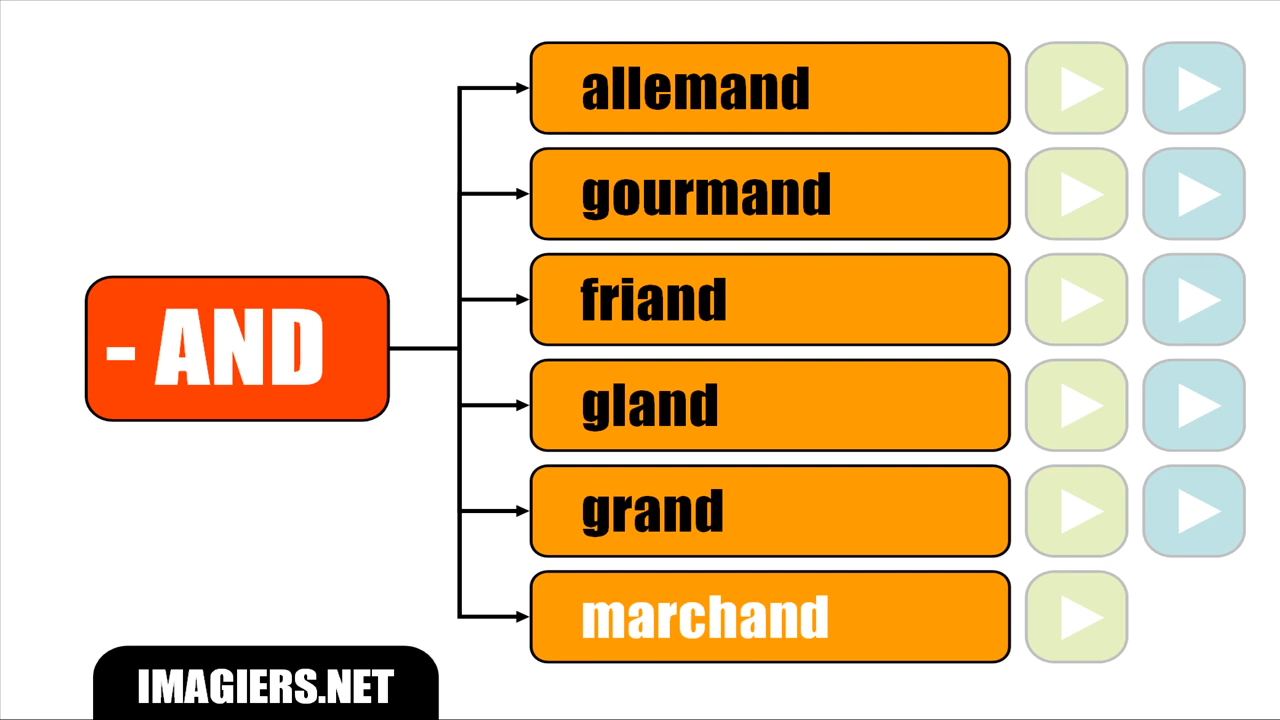 allemand
gourmand
friand
- AND
gland
grand
marchand
IMAGIERS.NET